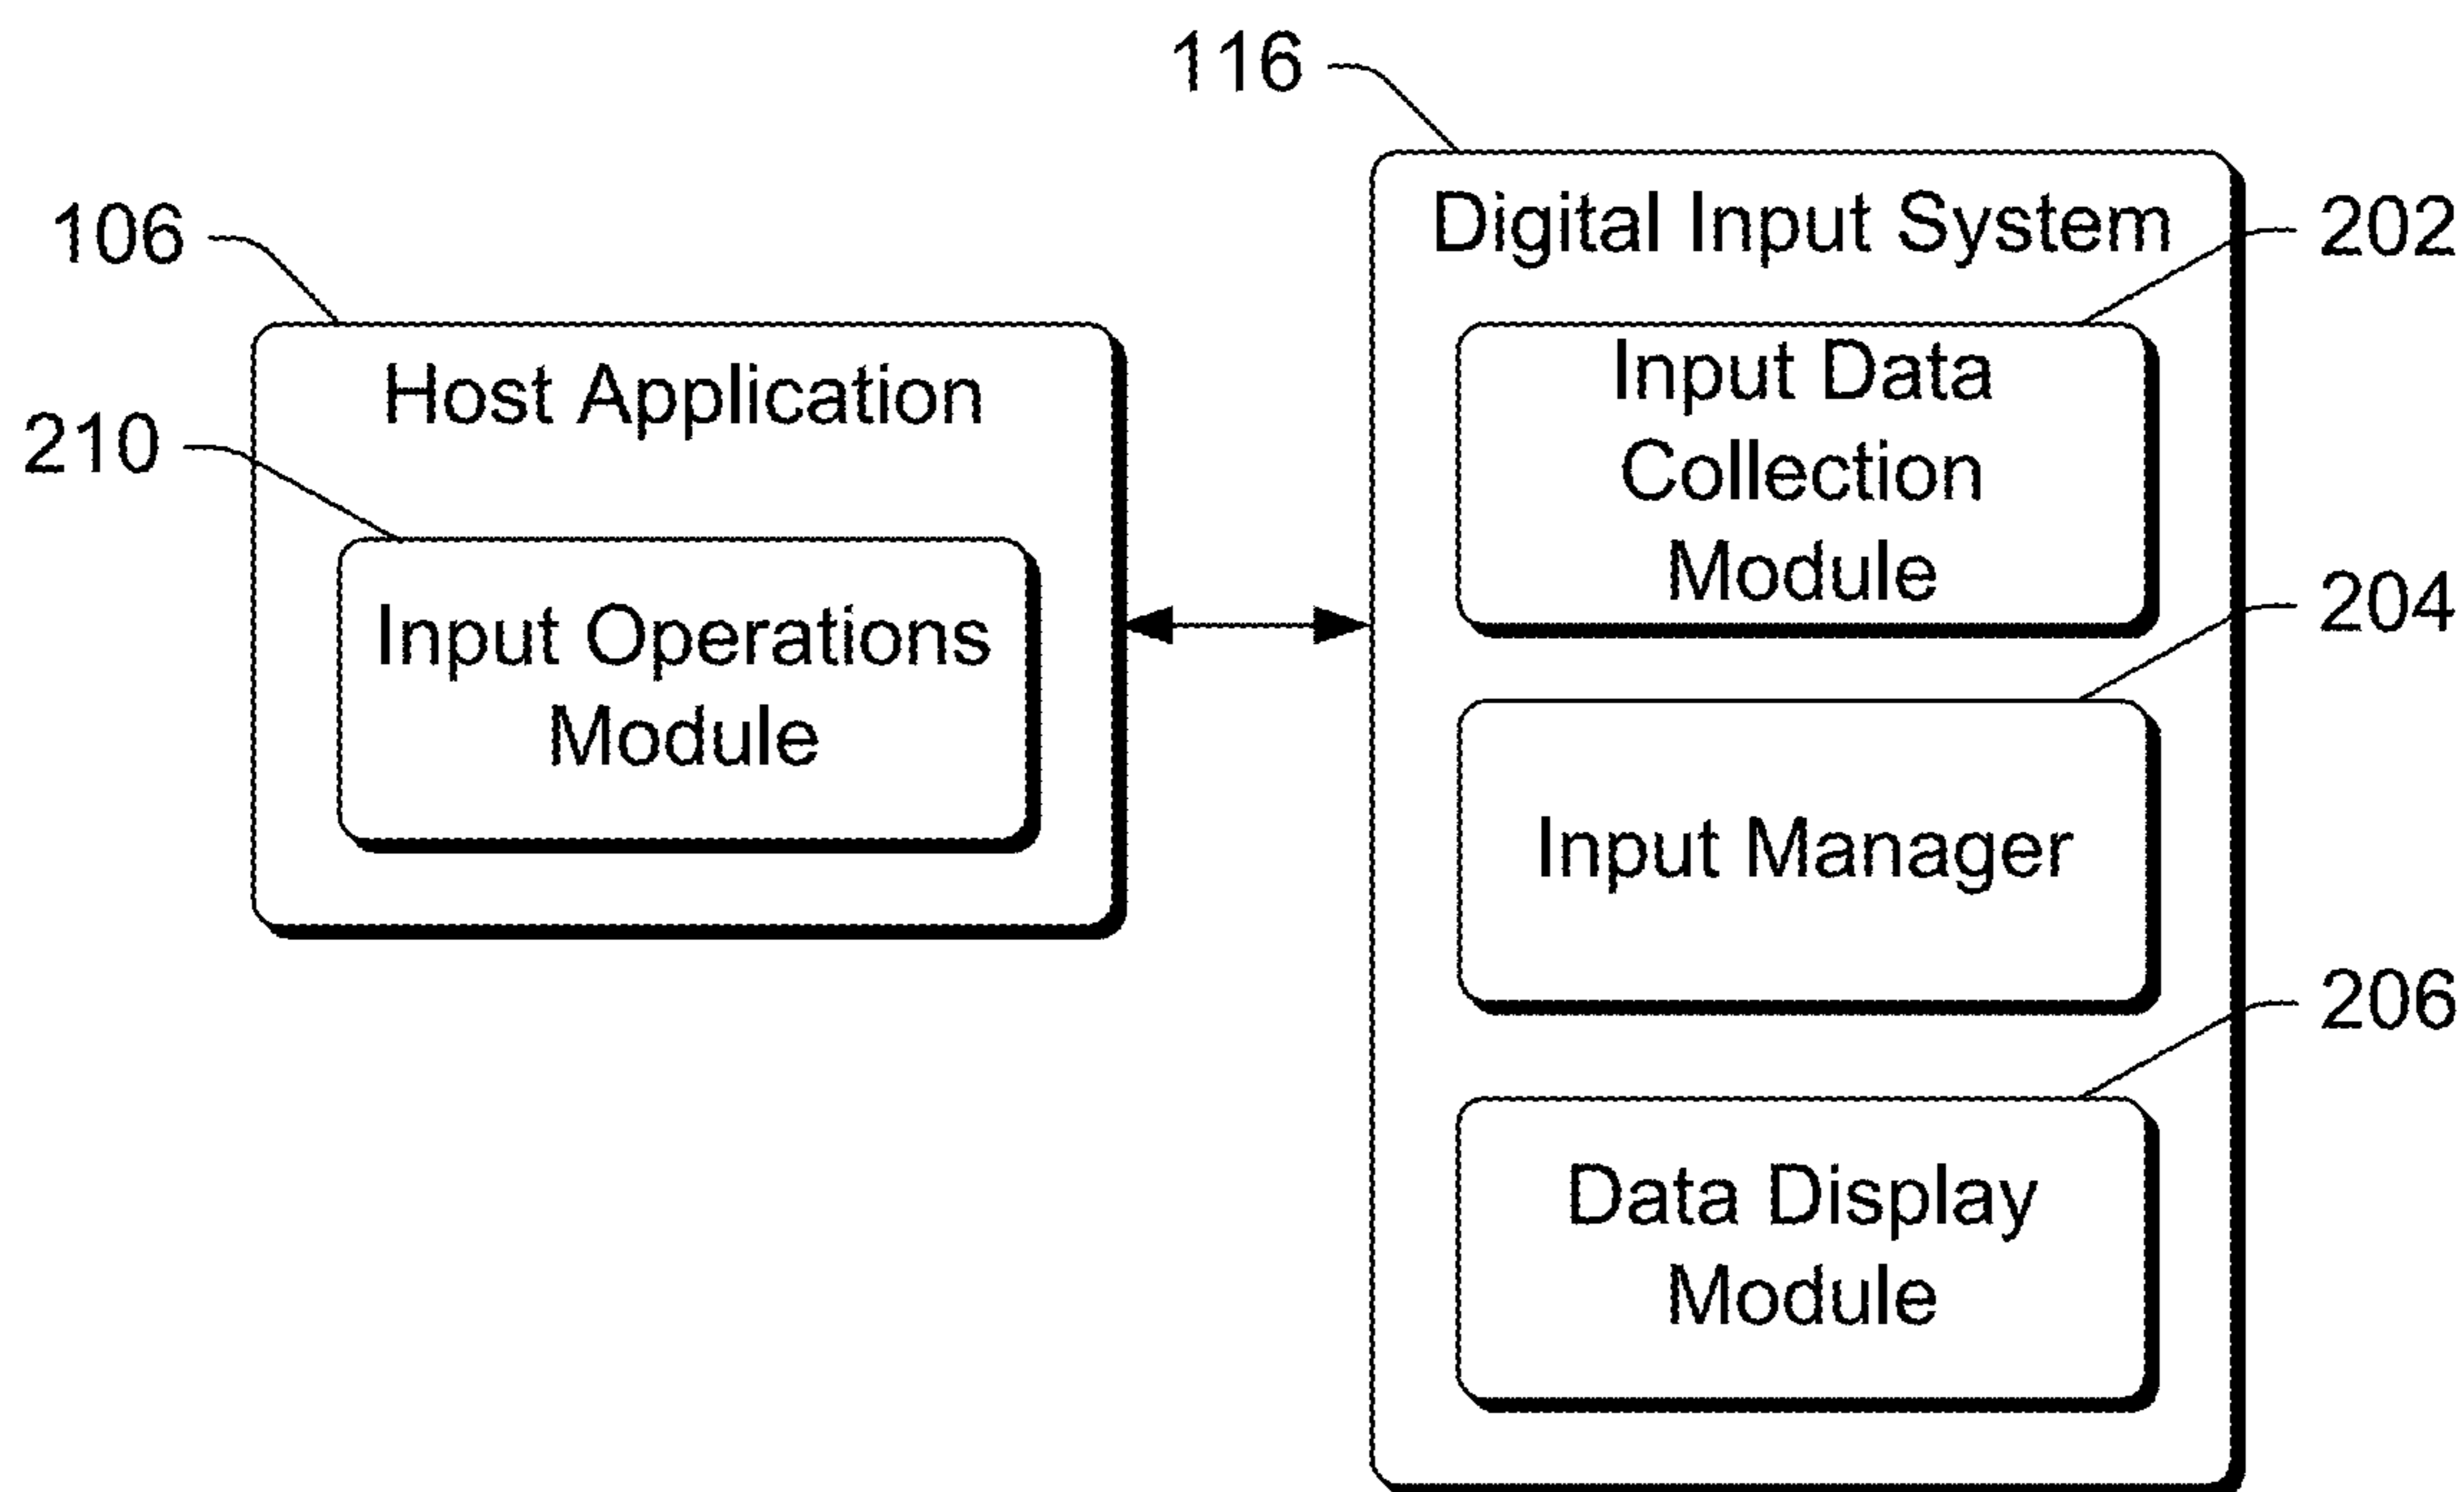 116
Digital Input System
202
106
Host Application
210
Input Data
Collection
Module
Input Operations
Module
204
Input Manager
206
Data Display
Module